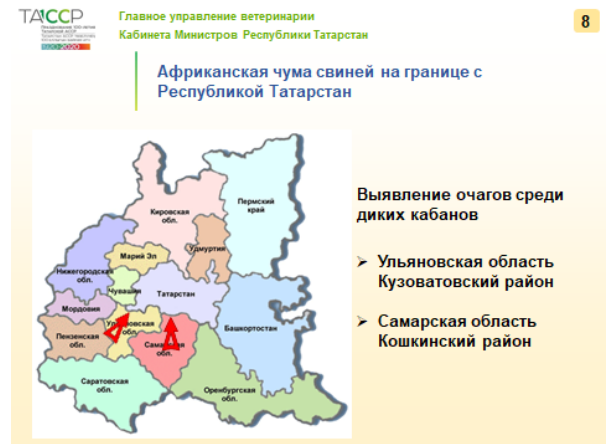 ТАССР
Главное управление ветеринарии
Кабинета Министров Республики Татарстан
8
Африканская чума свиней на границе с
Республикой Татарстан
Пермский
край
Кировская
обл.
Удмуртия
Марий Эл
Нижегородская
обл.
Чувашия
Татарстан
Мордовия
обл.
Башкортостан
Пензенская
обл.
обл.
Саратовская
обл.
Оренбургская
обл.
Выявление очагов среди
диких кабанов
➢ Ульяновская область
Кузоватовский район
➢ Самарская область
Кошкинский район